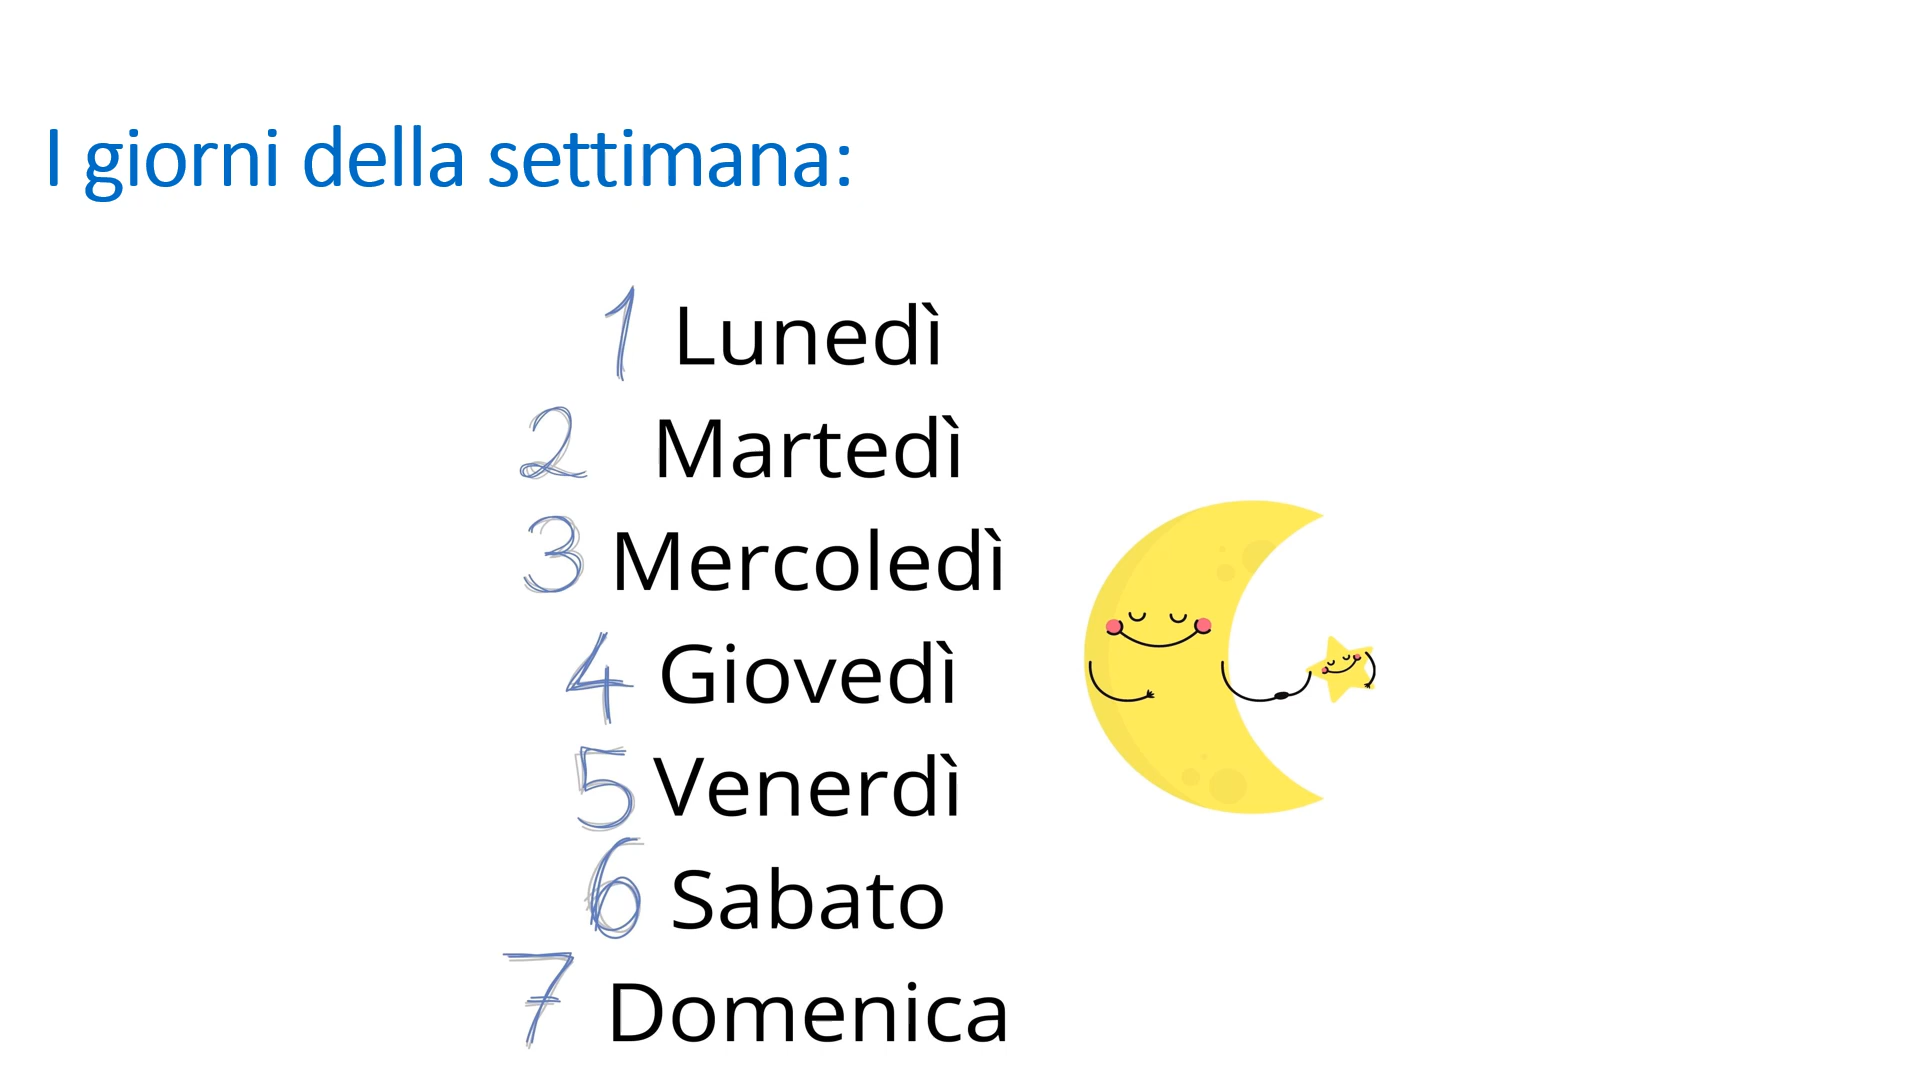 I giorni della settimana:
1 Lunedì
2 Martedì
3 Mercoledì
4 Giovedì
5 Venerdì
6 Sabato
7 Domenica